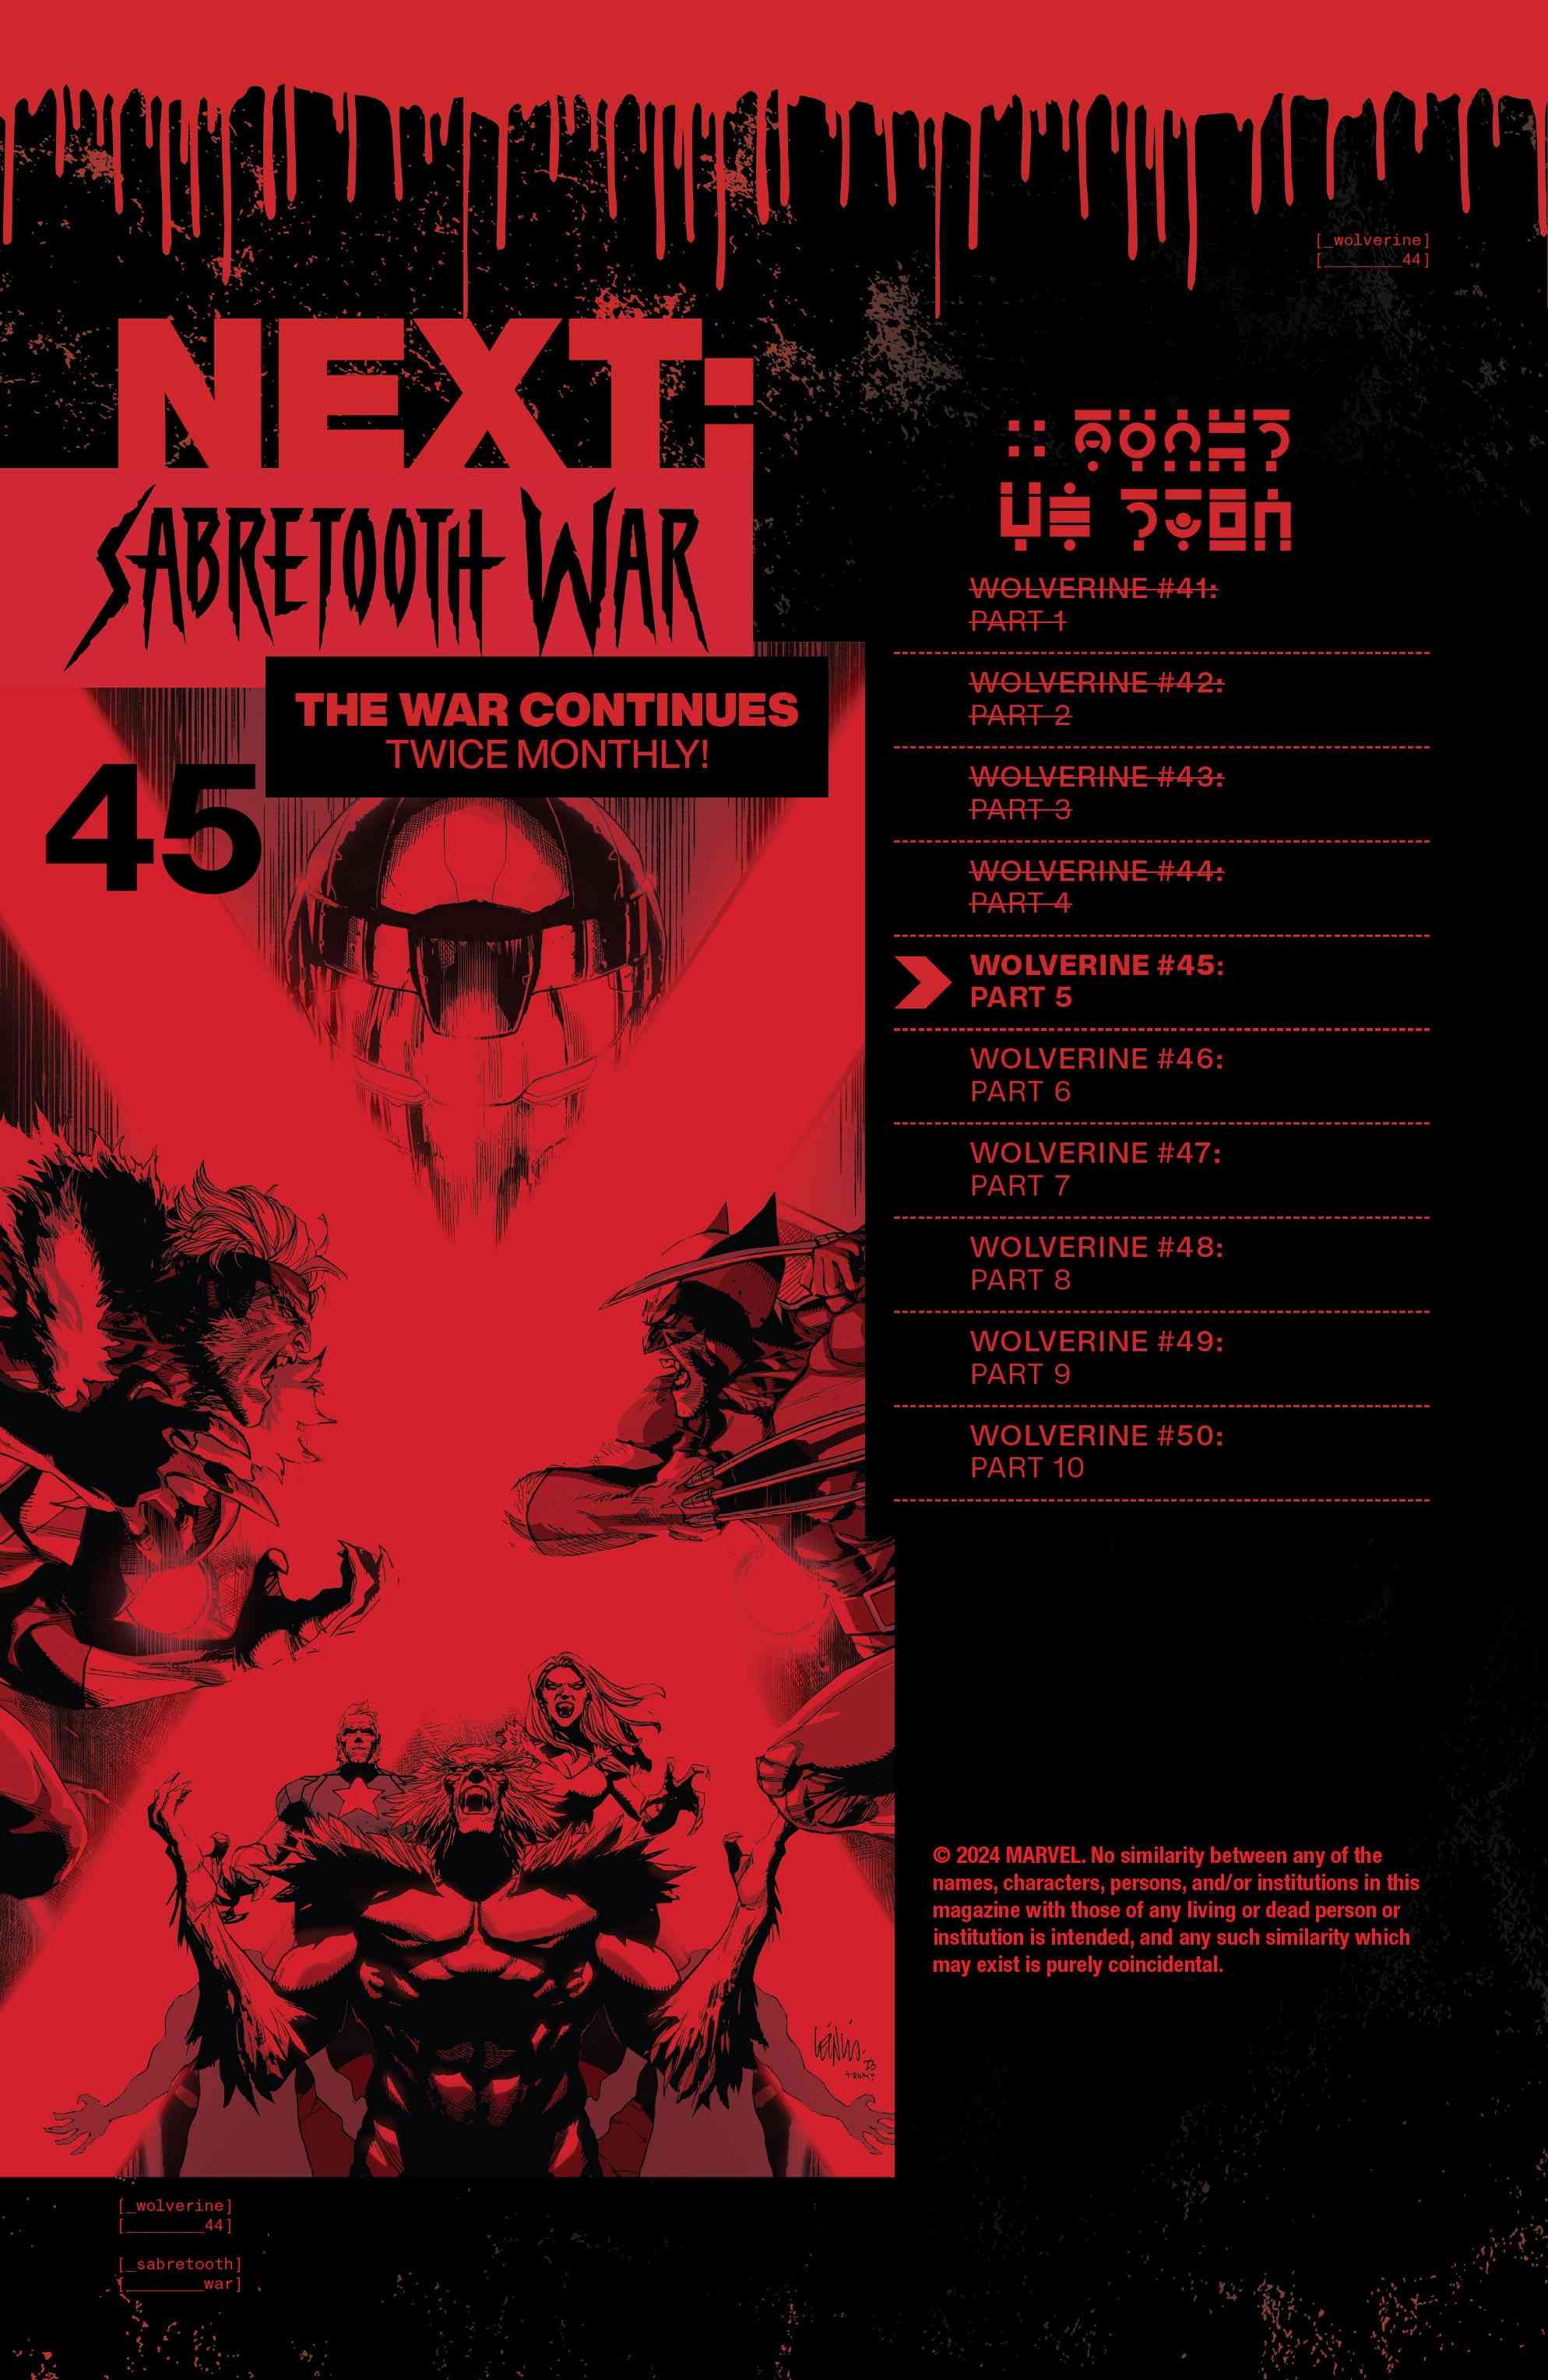 [_wolverine]
[________44]
NEXT:
SABRETOOTH WAR
THE WAR CONTINUES
TWICE MONTHLY!
45
WOLVERINE #41:
PART 1
WOLVERINE #42:
PART 2
WOLVERINE #43:
PART 3
WOLVERINE #44:
PART 4
WOLVERINE #45:
PART 5
WOLVERINE #46:
PART 6
WOLVERINE #47:
PART 7
WOLVERINE #48:
PART 8
WOLVERINE #49:
PART 9
WOLVERINE #50:
PART 10
© 2024 MARVEL. No similarity between any of the
names, characters, persons, and/or institutions in this
magazine with those of any living or dead person or
institution is intended, and any such similarity which
may exist is purely coincidental.
[_wolverine]
[________44]
[_sabretooth]
[_________war]